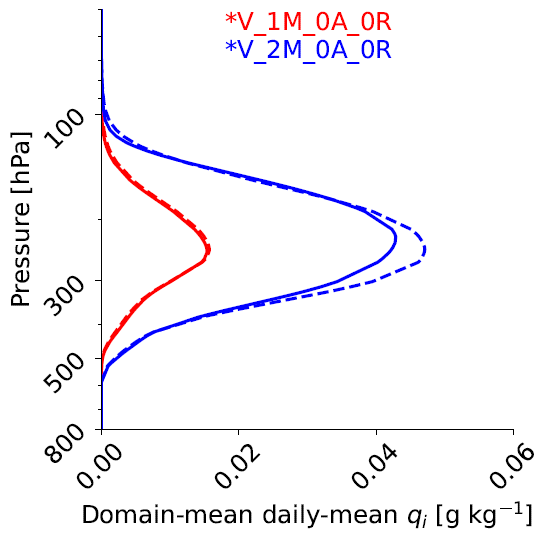 *V_1M_0A_0R
*V_2M_0A_0R
Pressure [hPa]
100
300
500
800
0.00
0.02
0.04
0.06
Domain-mean daily-mean $q_i$ [g kg$^{-1}$]